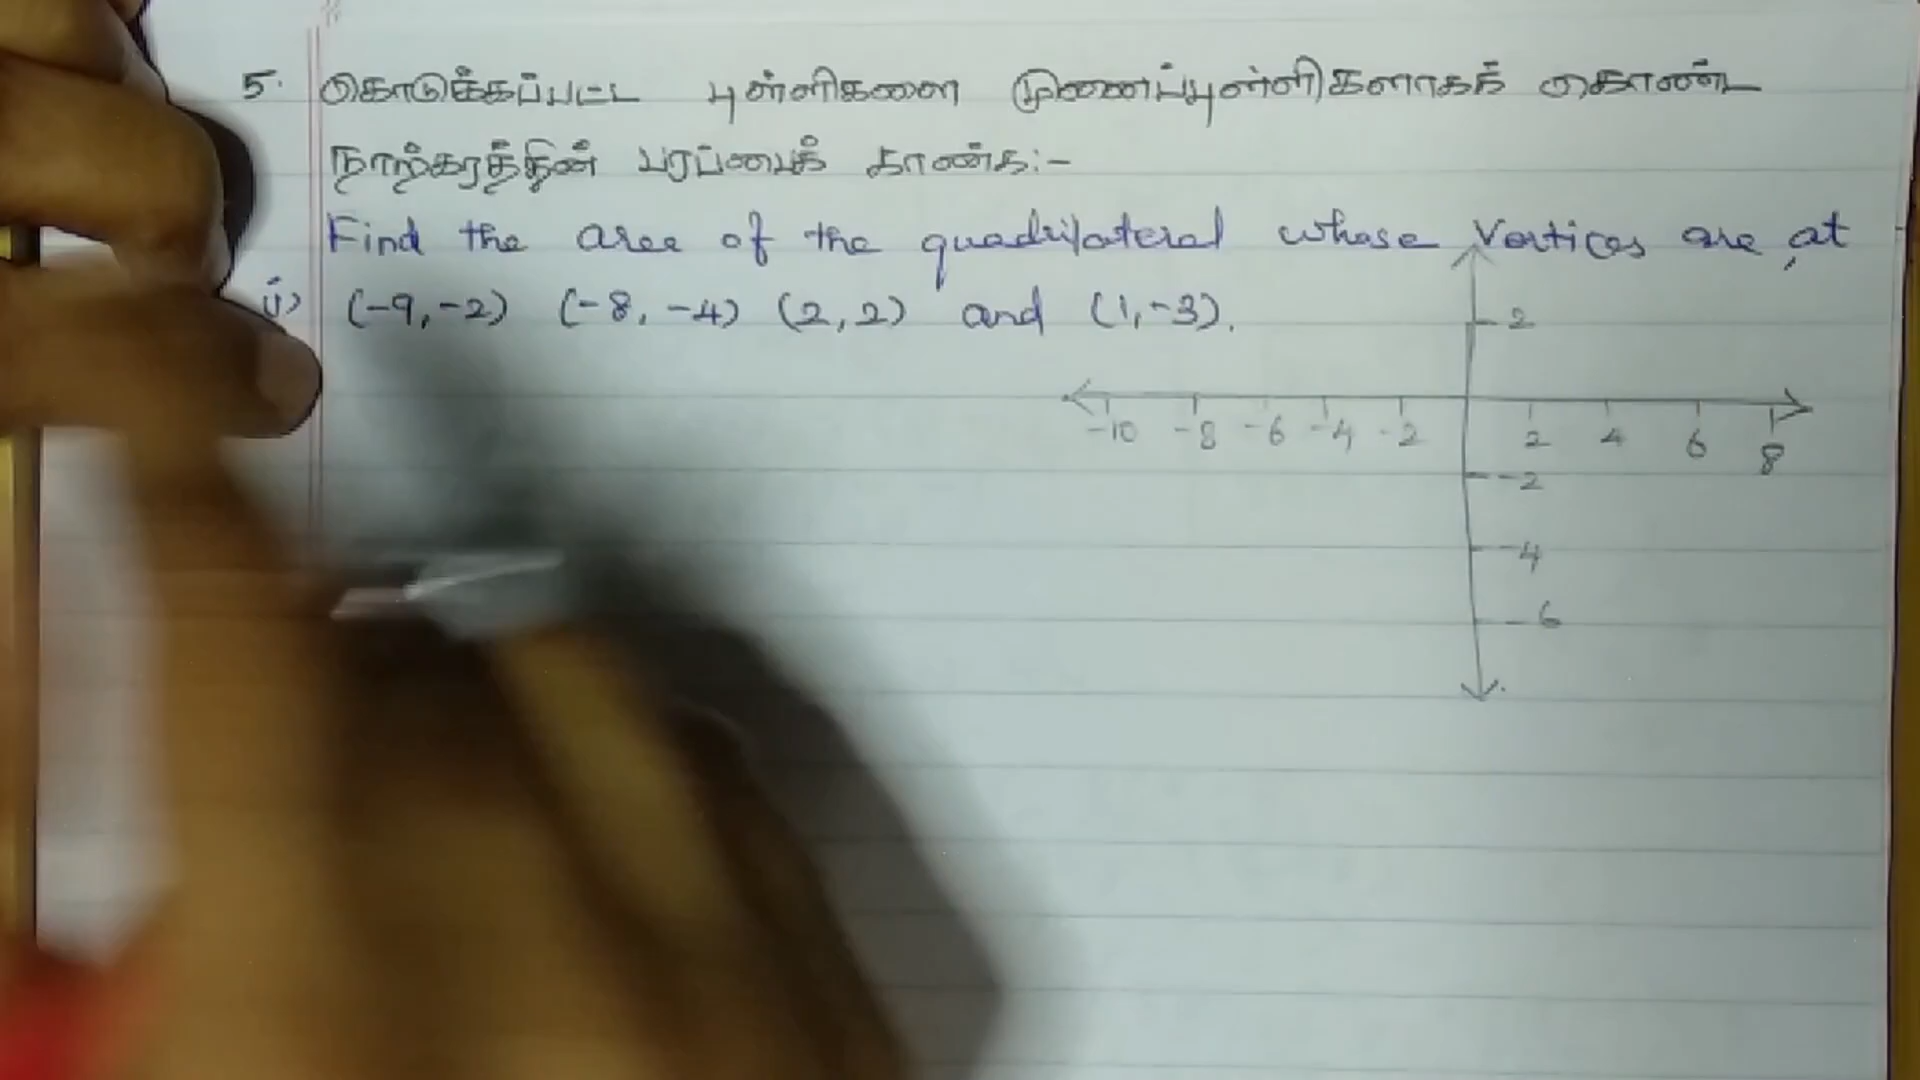 5. கொடுக்கப்பட்ட புள்ளிகளை முனைப்புள்ளிகளாகக் கொண்ட
நாற்கரத்தின் பரப்பைக் காண்க:-
Find the area of the quadrilateral whose vertices are at
i) (-9,-2) (-8,-4) (2,2) and (1,-3).
2
-10 -8 -6 -4 -2 2 4 6 8
-2
-4
-6